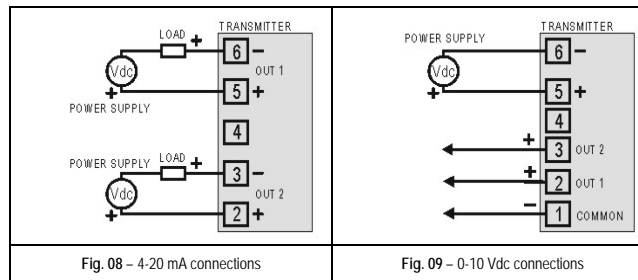 TRANSMITTER
LOAD + 6 -
Vdc OUT 1
+ 5 +
POWER SUPPLY
4
POWER SUPPLY LOAD + 3 -
Vdc OUT 2
+ 2 +
Fig. 08 – 4-20 mA connections
TRANSMITTER
POWER SUPPLY 6 -
Vdc
+ 5 +
4
+ 3 OUT 2
+ 2 OUT 1
- 1 COMMON
Fig. 09 – 0-10 Vdc connections